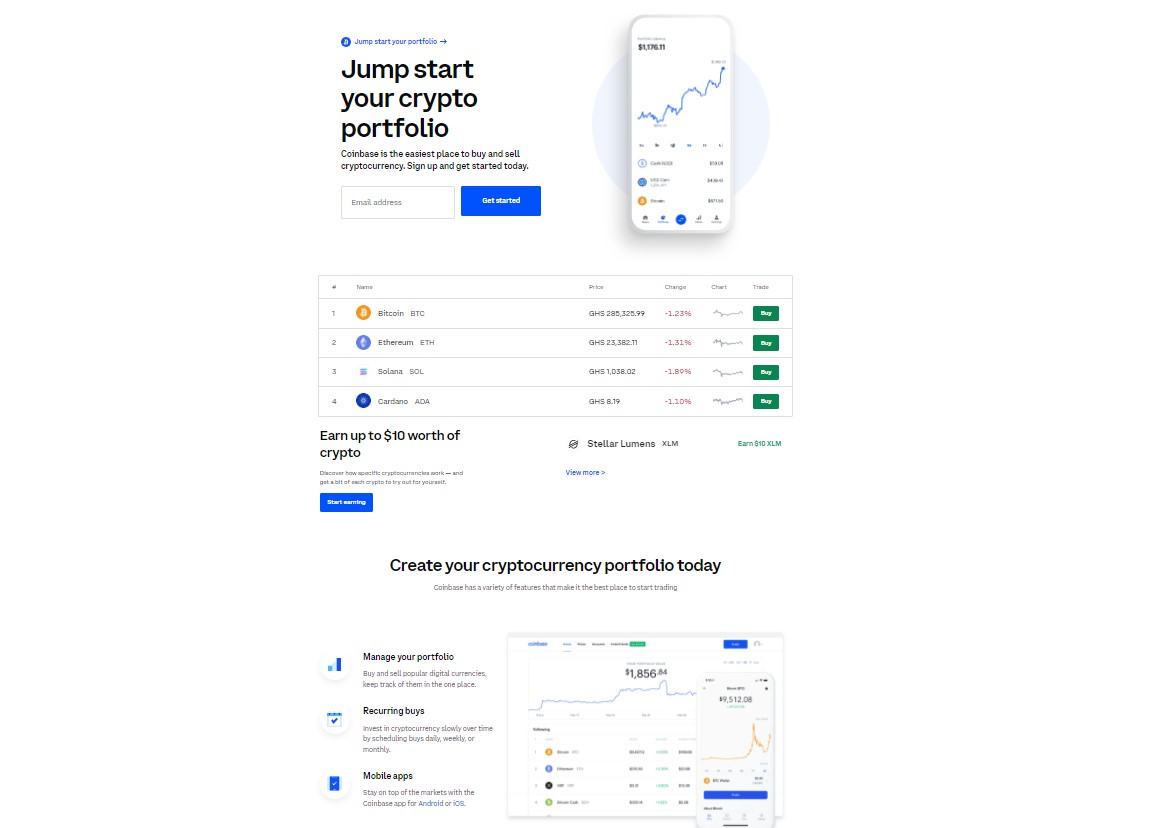 Jump start your portfolio →
Jump start
your crypto
portfolio
Coinbase is the easiest place to buy and sell
cryptocurrency. Sign up and get started today.
Email address
Get started
$1,176.11
Bitcoin
# Name Price Change Chart Trade
1 Bitcoin BTC GHS 285,325.99 -1.23% Buy
2 Ethereum ETH GHS 23,382.11 -1.31% Buy
3 Solana SOL GHS 1,038.02 -1.89% Buy
4 Cardano ADA GHS 8.19 -1.10% Buy
Earn up to $10 worth of
crypto
Discover how specific cryptocurrencies work — and
get a bit of each crypto to try out for yourself.
Start earning
Stellar Lumens XLM Earn $10 XLM
View more >
Create your cryptocurrency portfolio today
Coinbase has a variety of features that make it the best place to start trading
Manage your portfolio
Buy and sell popular digital currencies,
keep track of them in the one place.
Recurring buys
Invest in cryptocurrency slowly over time
by scheduling buys daily, weekly, or
monthly.
Mobile apps
Stay on top of the markets with the
Coinbase app for Android or iOS.
coinbase
$1,856.84
Following
$9,512.08
BTC Wallet